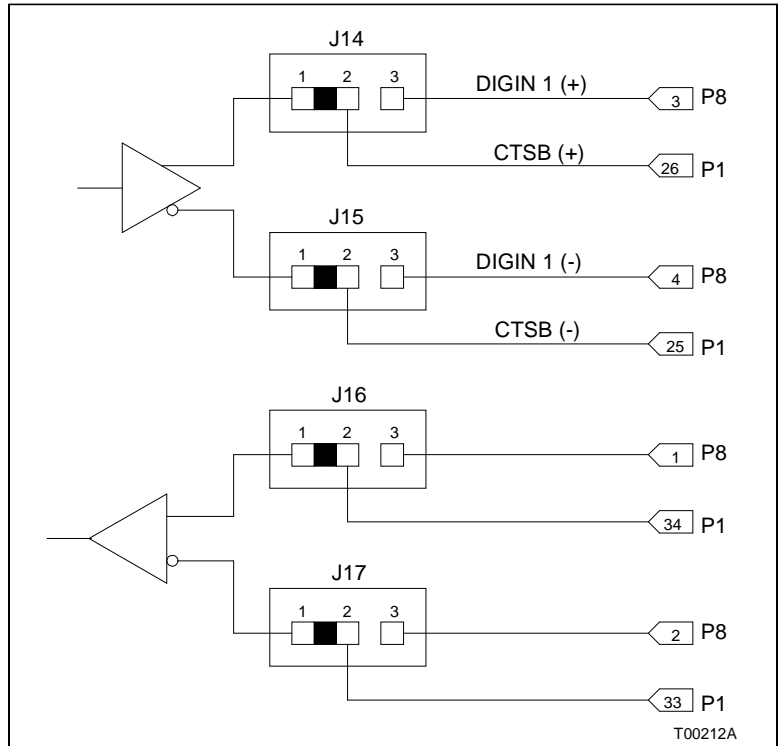 J14
1 2 3
DIGIN 1 (+)
3 P8
CTSB (+)
26 P1
J15
1 2 3
DIGIN 1 (-)
4 P8
CTSB (-)
25 P1
J16
1 2 3
1 P8
34 P1
J17
1 2 3
2 P8
33 P1
T00212A